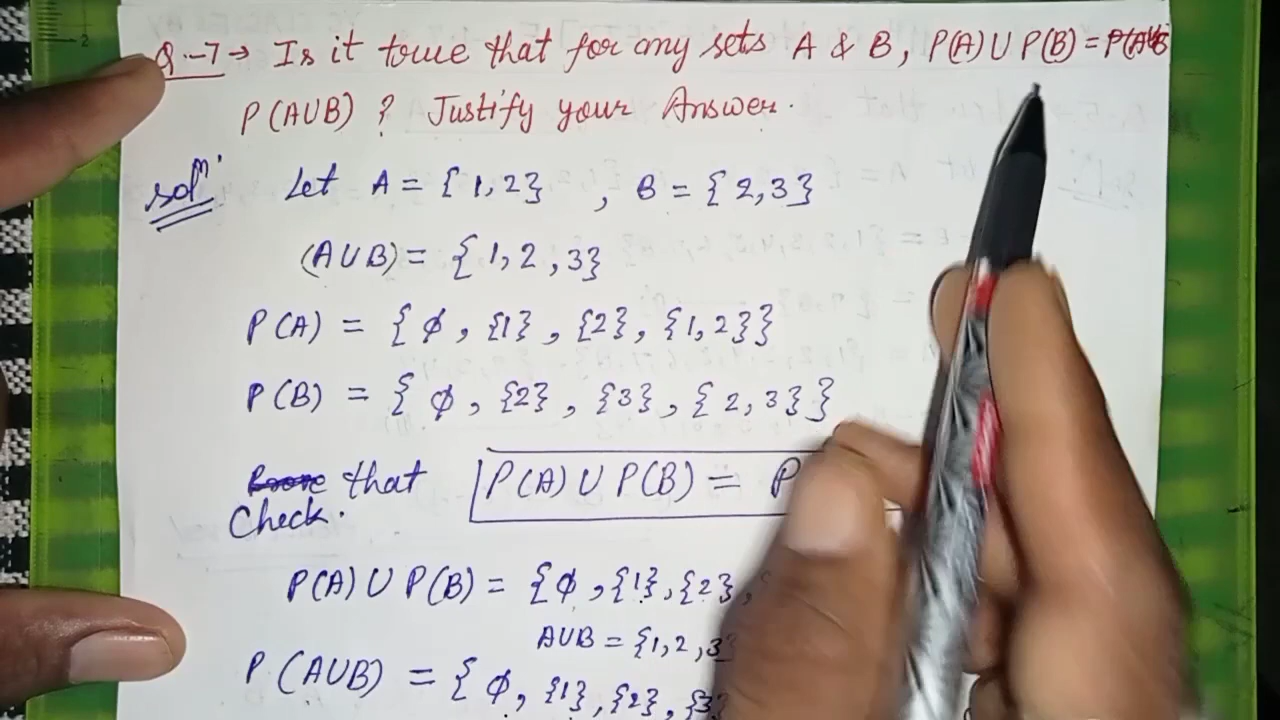 Q-7→ Is it true that for any sets A & B, P(A)∪P(B)=
P(A∪B) ? Justify your Answer.
solⁿ. Let A = {1,2} , B = {2,3}
(A∪B) = {1,2,3}
P(A) = {ϕ, {1}, {2}, {1,2}}
P(B) = {ϕ, {2}, {3}, {2,3}}
that P(A)∪P(B) = P
Check.
P(A)∪P(B) = {ϕ, {1}, {2},
A∪B = {1,2,3}
P(A∪B) = {ϕ, {1}, {2}, {3